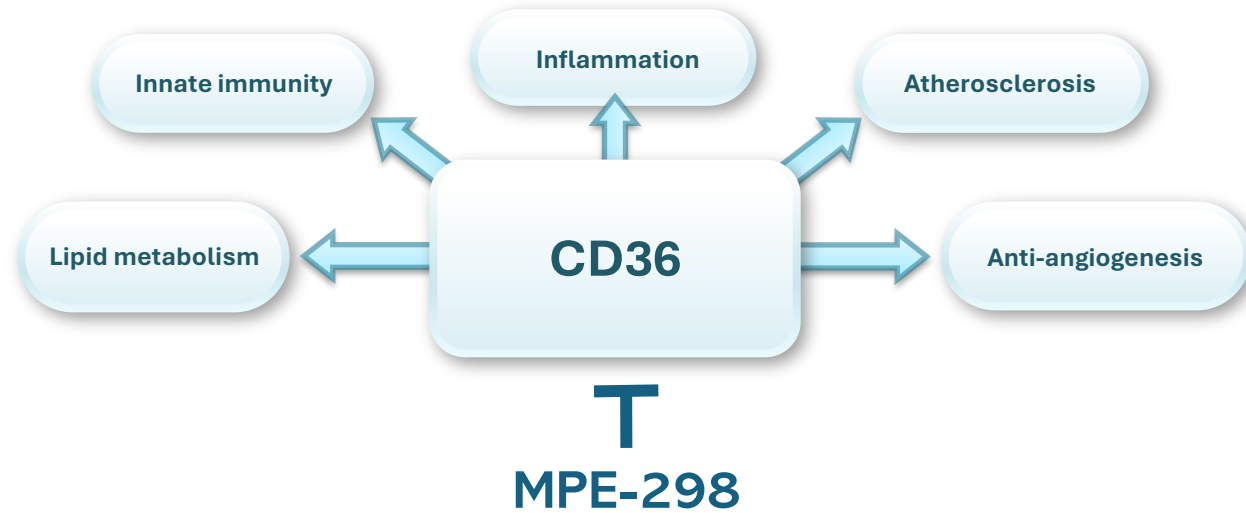 Inflammation
Innate immunity
Atherosclerosis
Lipid metabolism
CD36
Anti-angiogenesis
MPE-298